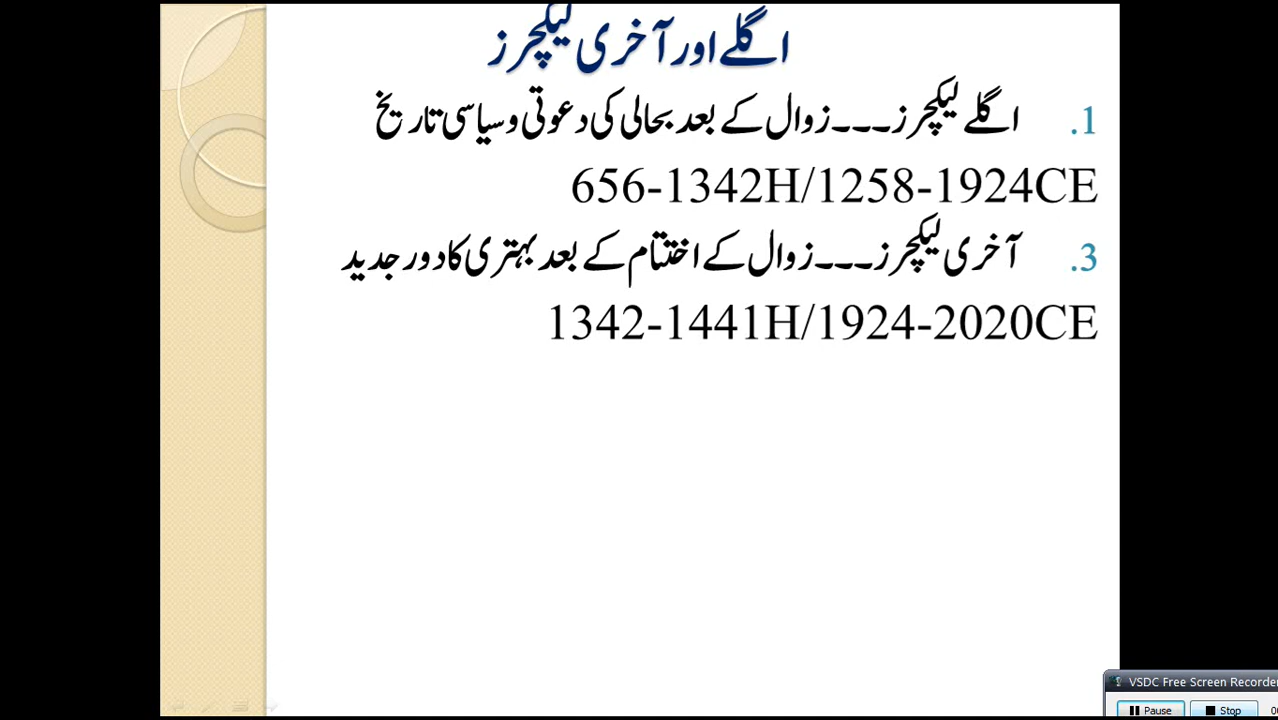 اگلے اور آخری لیکچرز
1. اگلے لیکچرز۔۔۔زوال کے بعد بحالی کی دعوتی و سیاسی تاریخ
656-1342H/1258-1924CE
3. آخری لیکچرز۔۔۔زوال کے اختتام کے بعد بہتری کا دور جدید
1342-1441H/1924-2020CE
VSDC Free Screen Recorder
Pause Stop